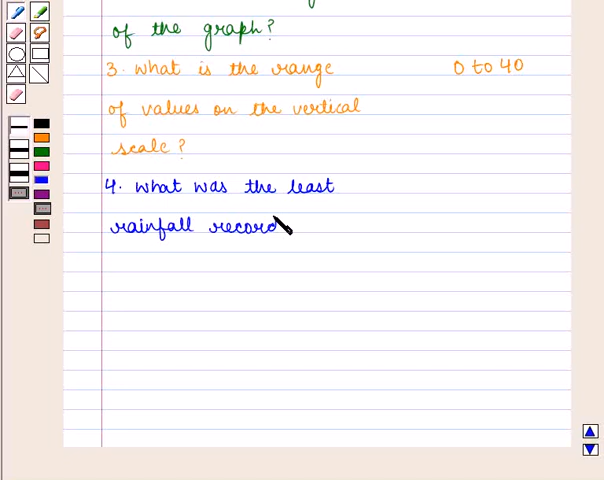 of the graph?
3. What is the range 0 to 40
of values on the vertical
scale?
4. What was the least
rainfall record